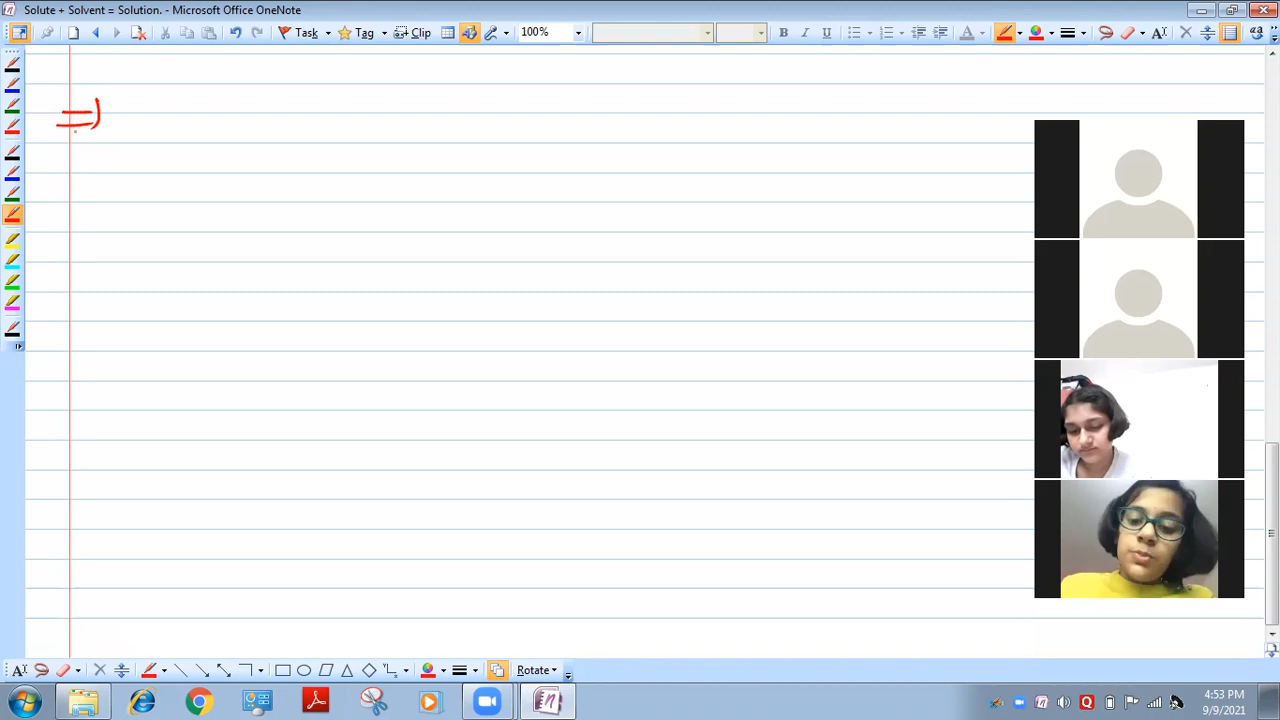 Solute + Solvent = Solution. - Microsoft Office OneNote
Task Tag Clip 100% B I U A
=)
Rotate
4:53 PM
9/9/2021